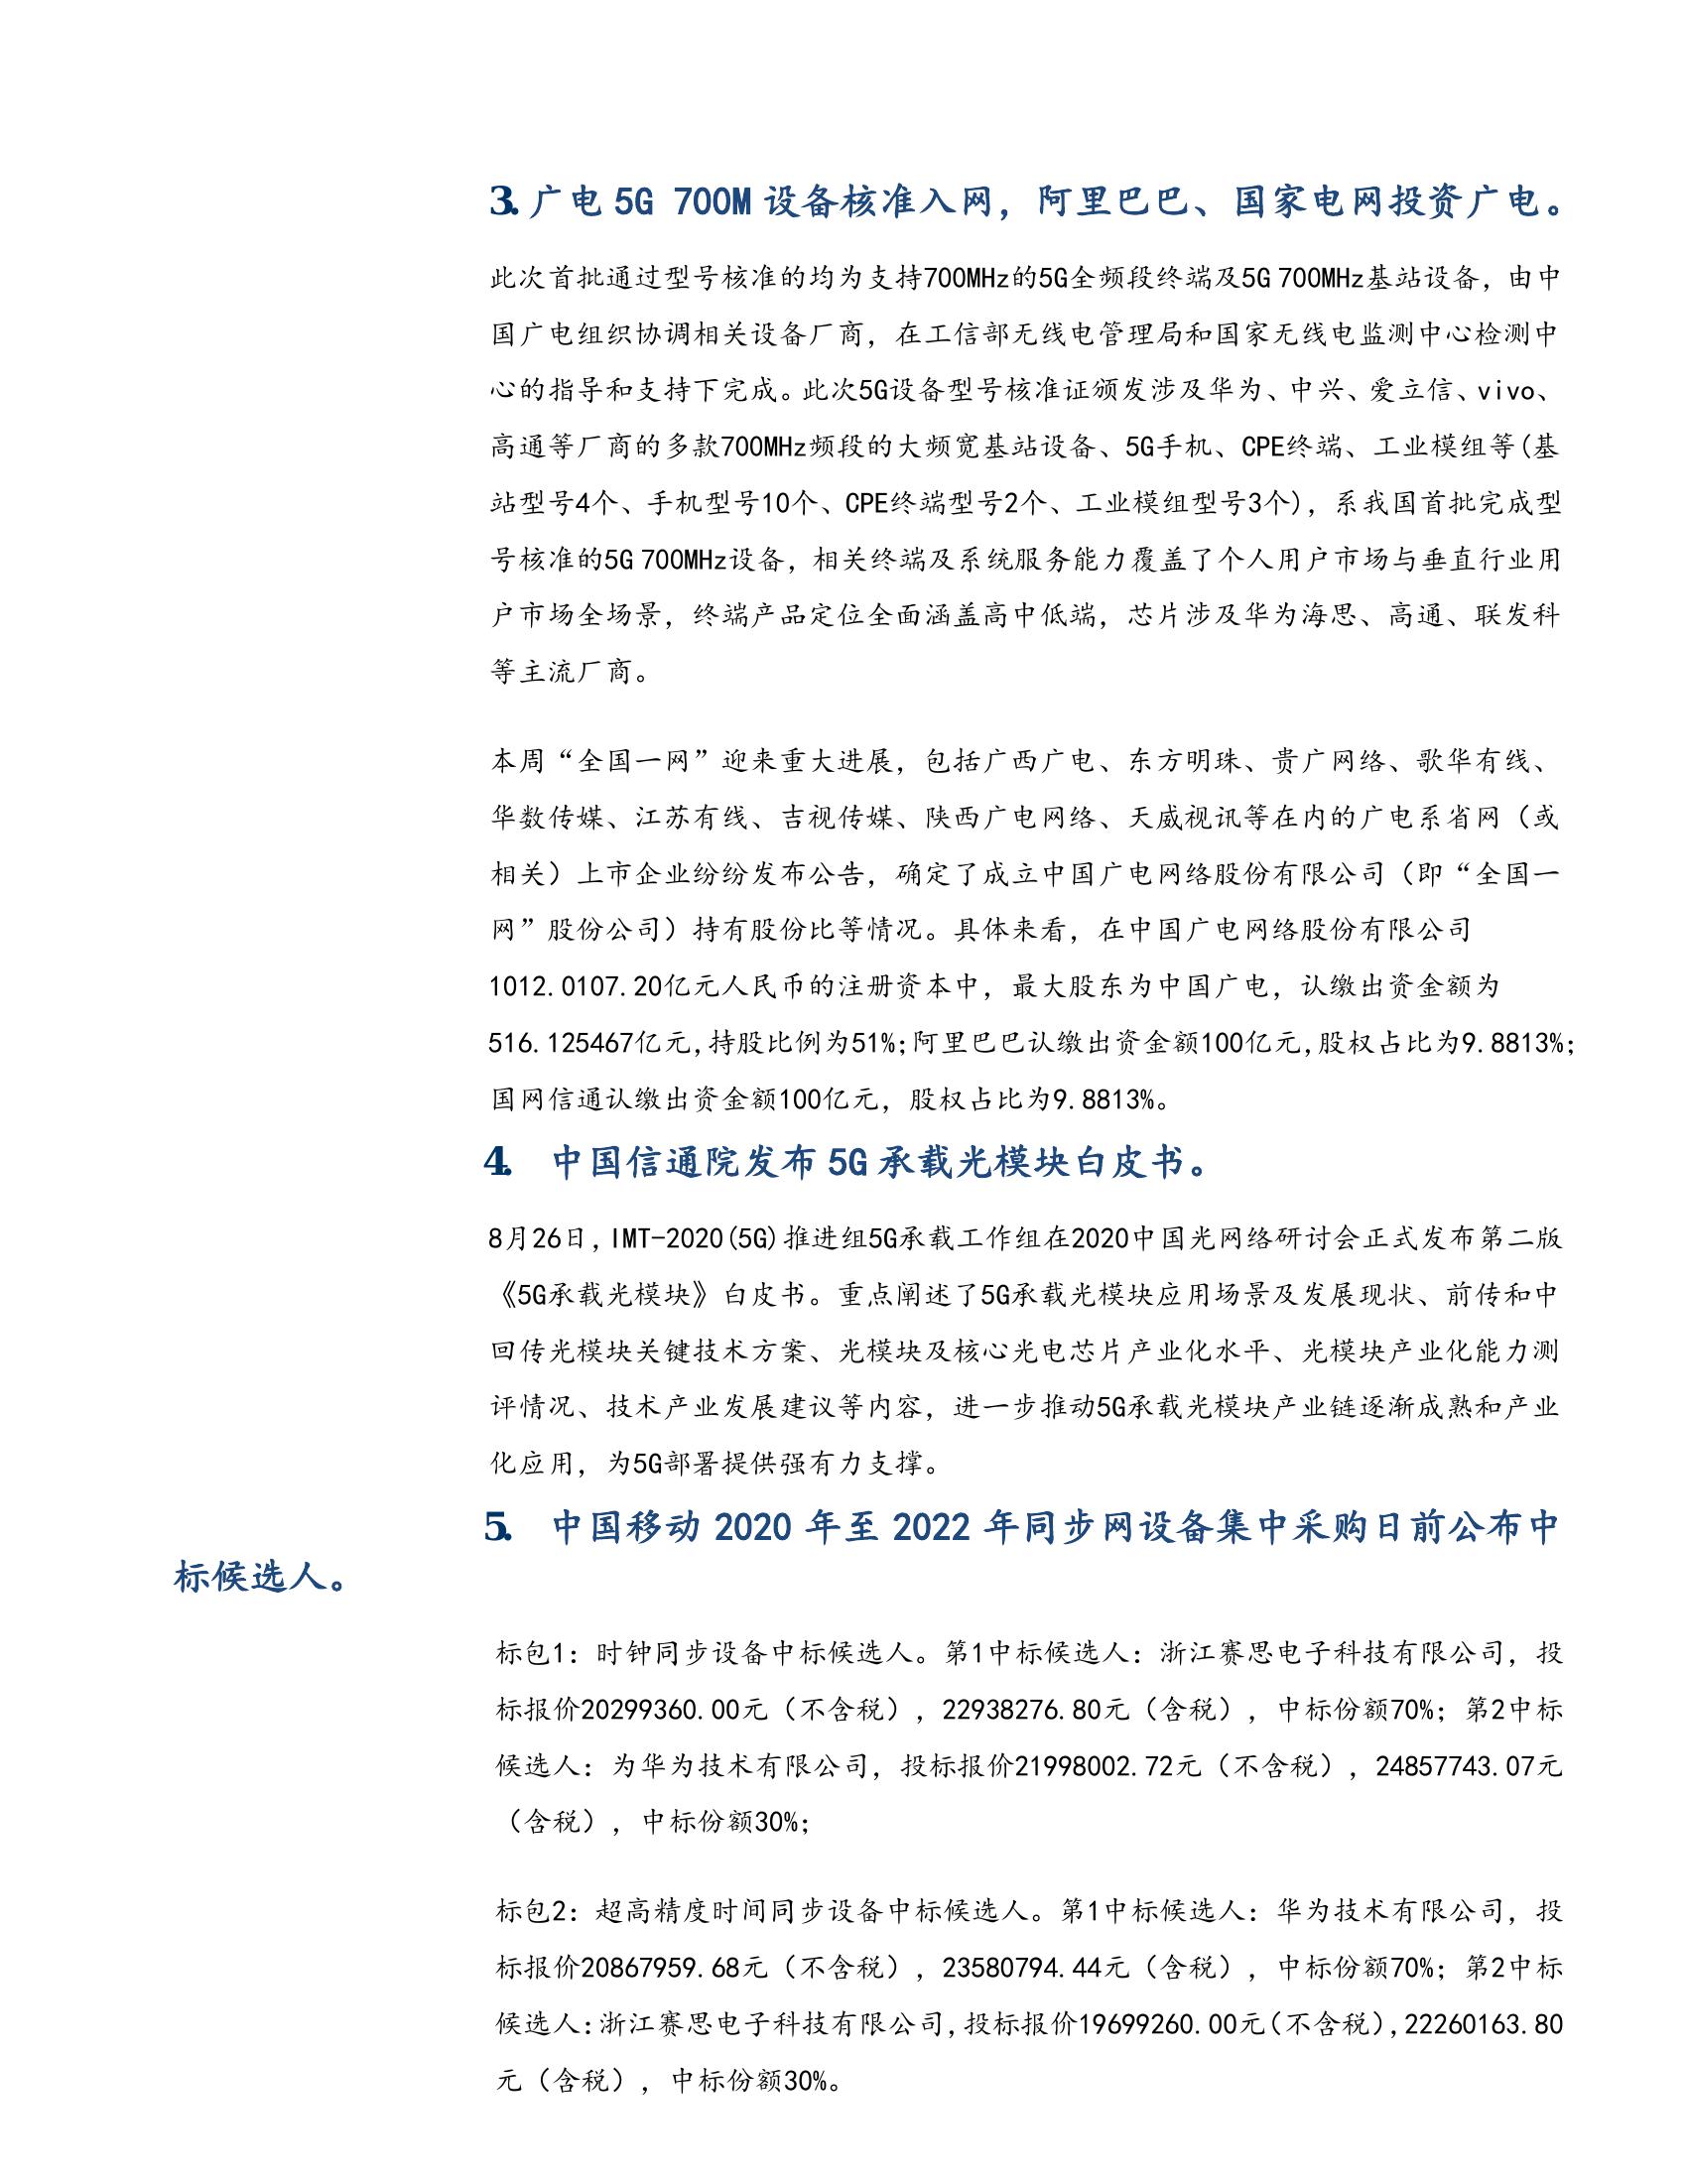 3.广电 5G 700M 设备核准入网，阿里巴巴、国家电网投资广电。
此次首批通过型号核准的均为支持700MHz的5G全频段终端及5G 700MHz基站设备，由中
国广电组织协调相关设备厂商，在工信部无线电管理局和国家无线电监测中心检测中
心的指导和支持下完成。此次5G设备型号核准证颁发涉及华为、中兴、爱立信、vivo、
高通等厂商的多款700MHz频段的大频宽基站设备、5G手机、CPE终端、工业模组等(基
站型号4个、手机型号10个、CPE终端型号2个、工业模组型号3个)，系我国首批完成型
号核准的5G 700MHz设备，相关终端及系统服务能力覆盖了个人用户市场与垂直行业用
户市场全场景，终端产品定位全面涵盖高中低端，芯片涉及华为海思、高通、联发科
等主流厂商。
本周“全国一网”迎来重大进展，包括广西广电、东方明珠、贵广网络、歌华有线、
华数传媒、江苏有线、吉视传媒、陕西广电网络、天威视讯等在内的广电系省网（或
相关）上市企业纷纷发布公告，确定了成立中国广电网络股份有限公司（即“全国一
网”股份公司）持有股份比等情况。具体来看，在中国广电网络股份有限公司
1012.0107.20亿元人民币的注册资本中，最大股东为中国广电，认缴出资金额为
516.125467亿元,持股比例为51%;阿里巴巴认缴出资金额100亿元,股权占比为9.8813%;
国网信通认缴出资金额100亿元，股权占比为9.8813%。
4. 中国信通院发布 5G 承载光模块白皮书。
8月26日,IMT-2020(5G)推进组5G承载工作组在2020中国光网络研讨会正式发布第二版
《5G承载光模块》白皮书。重点阐述了5G承载光模块应用场景及发展现状、前传和中
回传光模块关键技术方案、光模块及核心光电芯片产业化水平、光模块产业化能力测
评情况、技术产业发展建议等内容，进一步推动5G承载光模块产业链逐渐成熟和产业
化应用，为5G部署提供强有力支撑。
5. 中国移动 2020 年至 2022 年同步网设备集中采购日前公布中
标候选人。
标包1：时钟同步设备中标候选人。第1中标候选人：浙江赛思电子科技有限公司，投
标报价20299360.00元（不含税），22938276.80元（含税），中标份额70%；第2中标
候选人：为华为技术有限公司，投标报价21998002.72元（不含税），24857743.07元
（含税），中标份额30%；
标包2：超高精度时间同步设备中标候选人。第1中标候选人：华为技术有限公司，投
标报价20867959.68元（不含税），23580794.44元（含税），中标份额70%；第2中标
候选人:浙江赛思电子科技有限公司,投标报价19699260.00元(不含税),22260163.80
元（含税），中标份额30%。